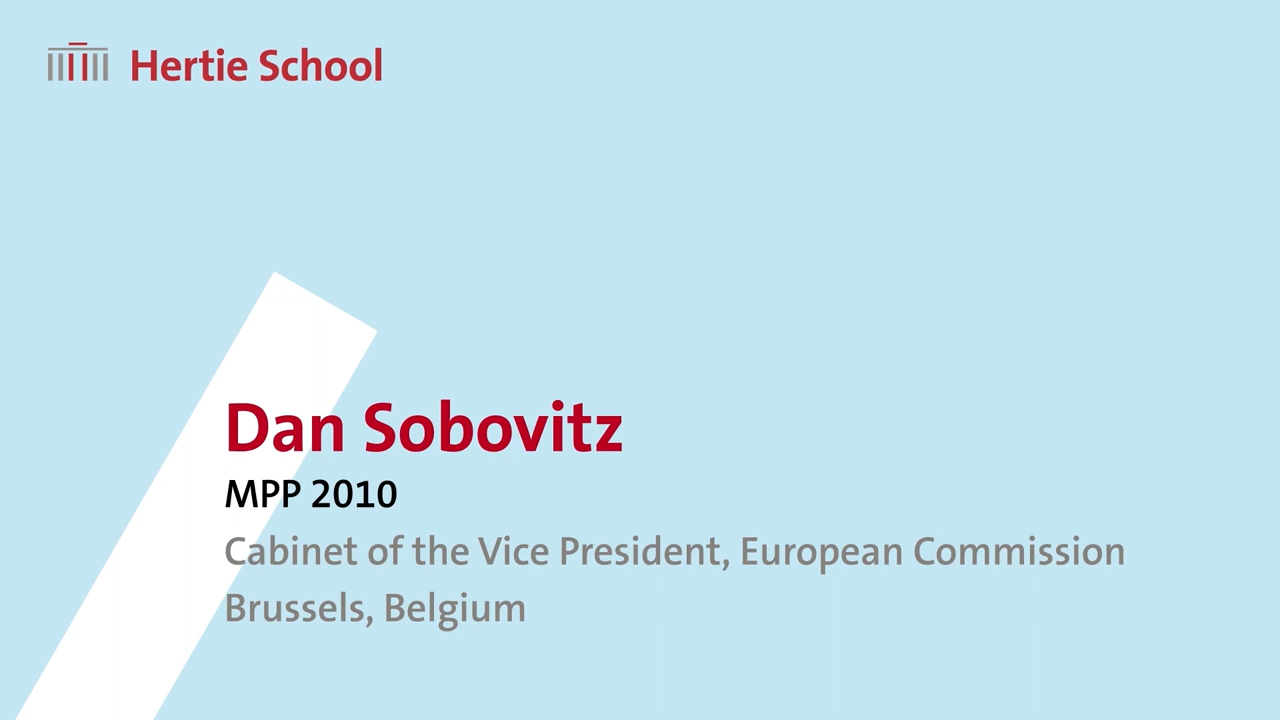 Hertie School
Dan Sobovitz
MPP 2010
Cabinet of the Vice President, European Commission
Brussels, Belgium